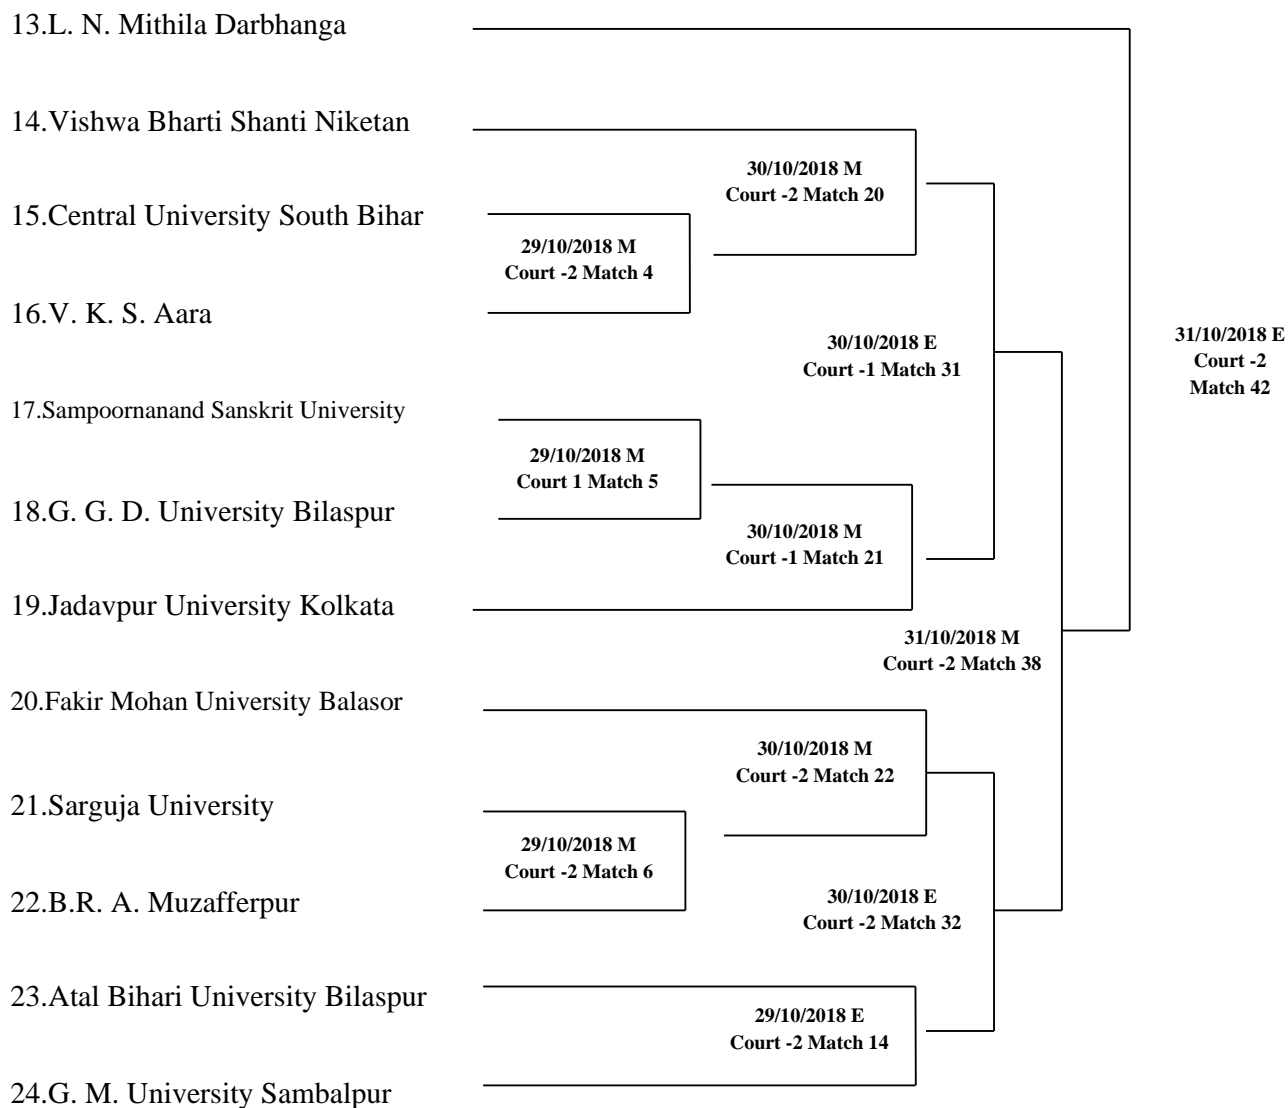 13.L. N. Mithila Darbhanga
14.Vishwa Bharti Shanti Niketan
30/10/2018 M
Court -2 Match 20
15.Central University South Bihar
29/10/2018 M
Court -2 Match 4
16.V. K. S. Aara
30/10/2018 E
Court -1 Match 31
31/10/2018 E
Court -2
Match 42
17.Sampoornanand Sanskrit University
29/10/2018 M
Court 1 Match 5
18.G. G. D. University Bilaspur
30/10/2018 M
Court -1 Match 21
19.Jadavpur University Kolkata
31/10/2018 M
Court -2 Match 38
20.Fakir Mohan University Balasor
30/10/2018 M
Court -2 Match 22
21.Sarguja University
29/10/2018 M
Court -2 Match 6
22.B.R. A. Muzafferpur
30/10/2018 E
Court -2 Match 32
23.Atal Bihari University Bilaspur
29/10/2018 E
Court -2 Match 14
24.G. M. University Sambalpur